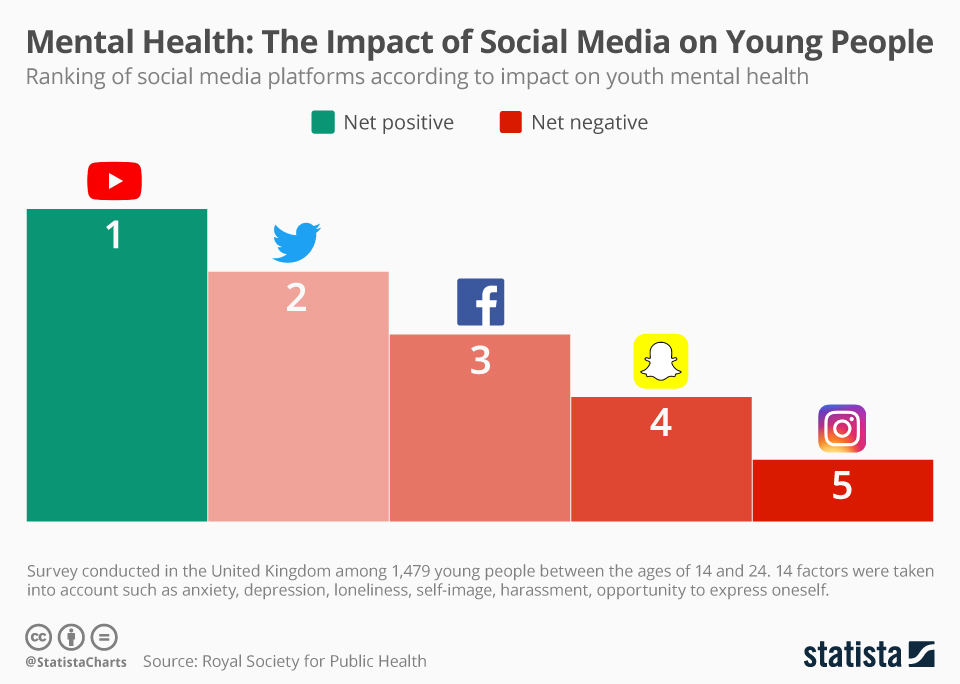 Mental Health: The Impact of Social Media on Young People
Ranking of social media platforms according to impact on youth mental health
Net positive
Net negative
1
2
3
4
5
Survey conducted in the United Kingdom among 1,479 young people between the ages of 14 and 24. 14 factors were taken
into account such as anxiety, depression, loneliness, self-image, harassment, opportunity to express oneself.
cc
@StatistaCharts
Source: Royal Society for Public Health
statista